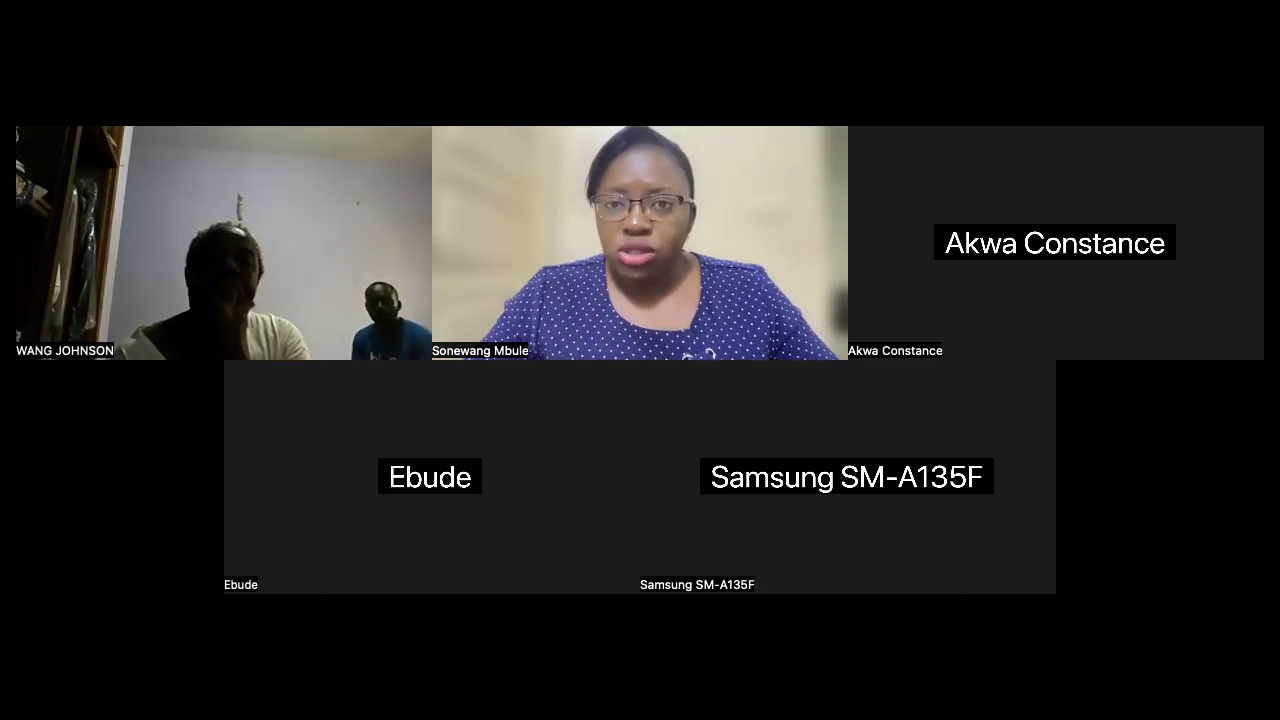 WANG JOHNSON
Sonewang Mbule
Akwa Constance
Akwa Constance
Ebude
Samsung SM-A135F
Ebude
Samsung SM-A135F